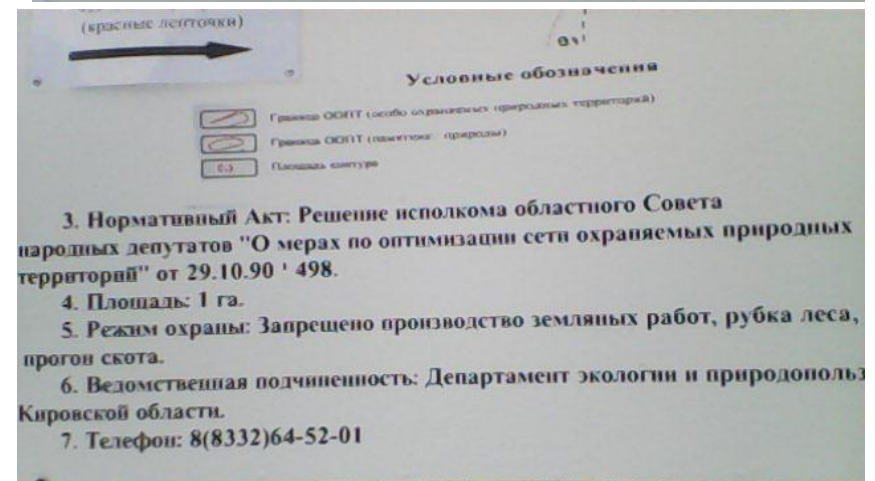 (красные ленточки)
Условные обозначения
Граница ООПТ (особо охраняемых природных территорий)
Граница ООПТ (памятник природы)
Площадь контура
3. Нормативный Акт: Решение исполкома областного Совета
народных депутатов "О мерах по оптимизации сети охраняемых природных
территорий" от 29.10.90 ' 498.
4. Площадь: 1 га.
5. Режим охраны: Запрещено производство земляных работ, рубка леса,
прогон скота.
6. Ведомственная подчиненность: Департамент экологии и природополь
Кировской области.
7. Телефон: 8(8332)64-52-01